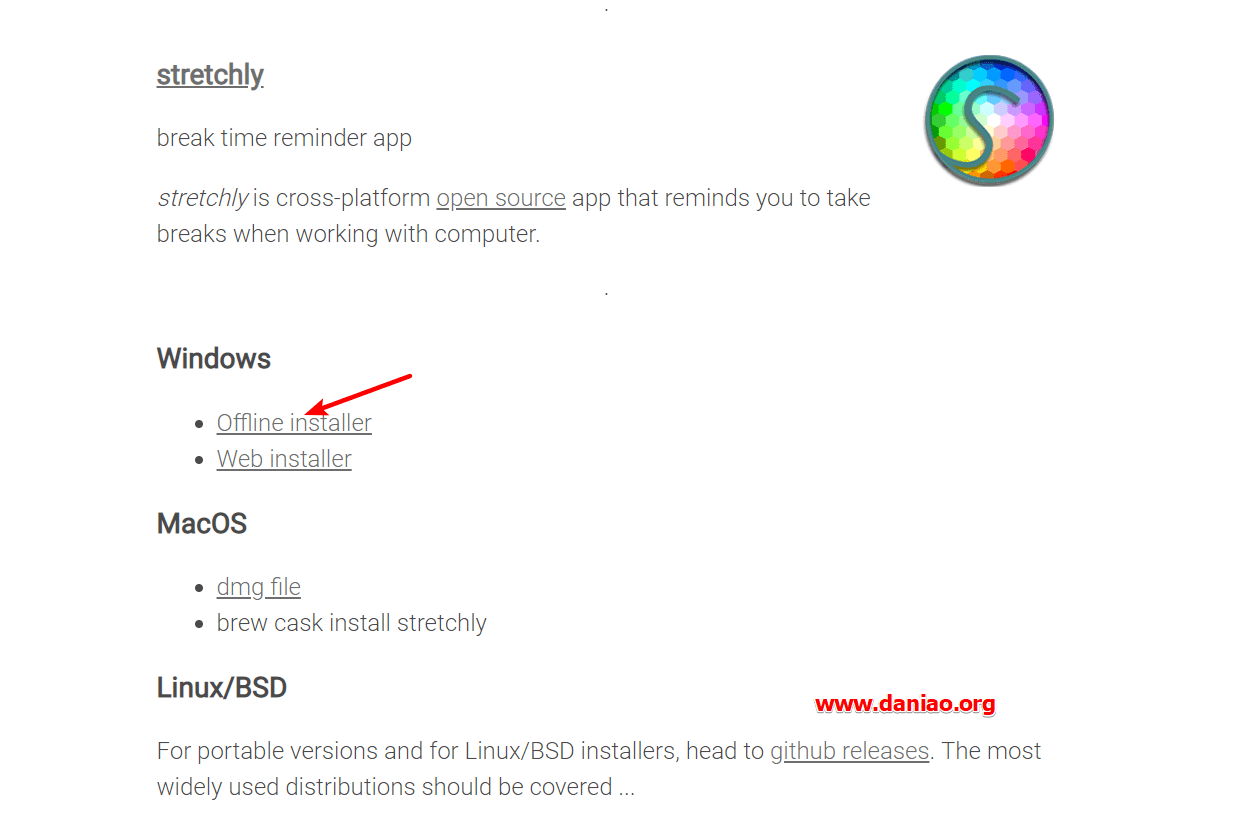 .
stretchly
break time reminder app
stretchly is cross-platform open source app that reminds you to take
breaks when working with computer.
.
Windows
• Offline installer
• Web installer
MacOS
• dmg file
• brew cask install stretchly
Linux/BSD
www.daniao.org
For portable versions and for Linux/BSD installers, head to github releases. The most
widely used distributions should be covered ...